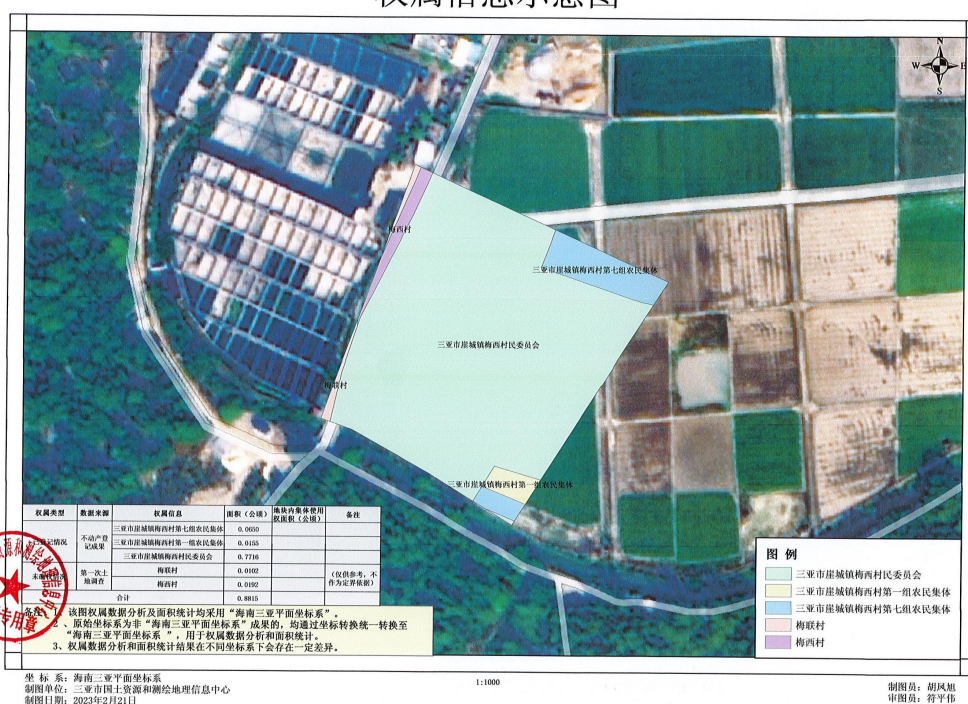 权属信息示意图
N
W E
S
梅西村
三亚市崖城镇梅西村第七组农民集体
三亚市崖城镇梅西村民委员会
梅联村
三亚市崖城镇梅西村第一组农民集体
权属类型 数据来源 权属信息 面积（公顷） 地块内集体使用权面积（公顷） 备注
已登记情况 不动产登记成果 三亚市崖城镇梅西村第七组农民集体 0.0650
三亚市崖城镇梅西村第一组农民集体 0.0155
三亚市崖城镇梅西村民委员会 0.7716
第一次土地调查 梅联村 0.0102 （仅供参考，不作为定界依据）
梅西村 0.0192
合计 0.8815
备注：1、该图权属数据分析及面积统计均采用“海南三亚平面坐标系”。
2、原始坐标系为非“海南三亚平面坐标系”成果的，均通过坐标转换统一转换至
“海南三亚平面坐标系 ”，用于权属数据分析和面积统计。
3、权属数据分析和面积统计结果在不同坐标系下会存在一定差异。
图 例
三亚市崖城镇梅西村民委员会
三亚市崖城镇梅西村第一组农民集体
三亚市崖城镇梅西村第七组农民集体
梅联村
梅西村
坐 标 系：海南三亚平面坐标系
制图单位：三亚市国土资源和测绘地理信息中心
制图日期：2023年2月21日
1:1000
制图员：胡凤旭
审图员：符平伟
专用章